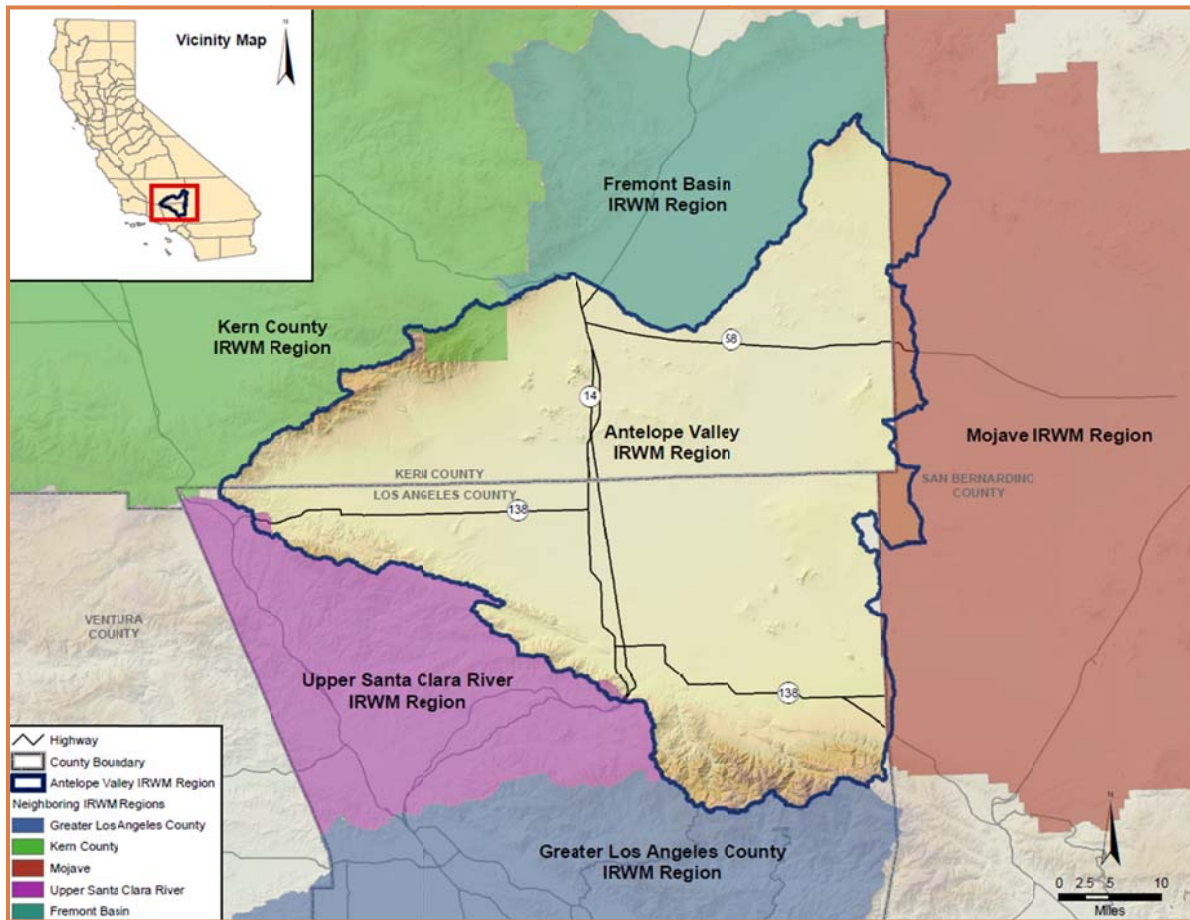 Vicinity Map
N
Fremont Basin
IRWM Region
Kern County
IRWM Region
58
14
Antelope Valley
IRWM Region
Mojave IRWM Region
KERN COUNTY
LOS ANGELES COUNTY
SAN BERNARDINO
COUNTY
138
VENTURA
COUNTY
Upper Santa Clara River
IRWM Region
138
Greater Los Angeles County
IRWM Region
Highway
County Boundary
Antelope Valley IRWM Region
Neighboring IRWM Regions
Greater Los Angeles County
Kern County
Mojave
Upper Santa Clara River
Fremont Basin
N
0 2.5 5 10
Miles